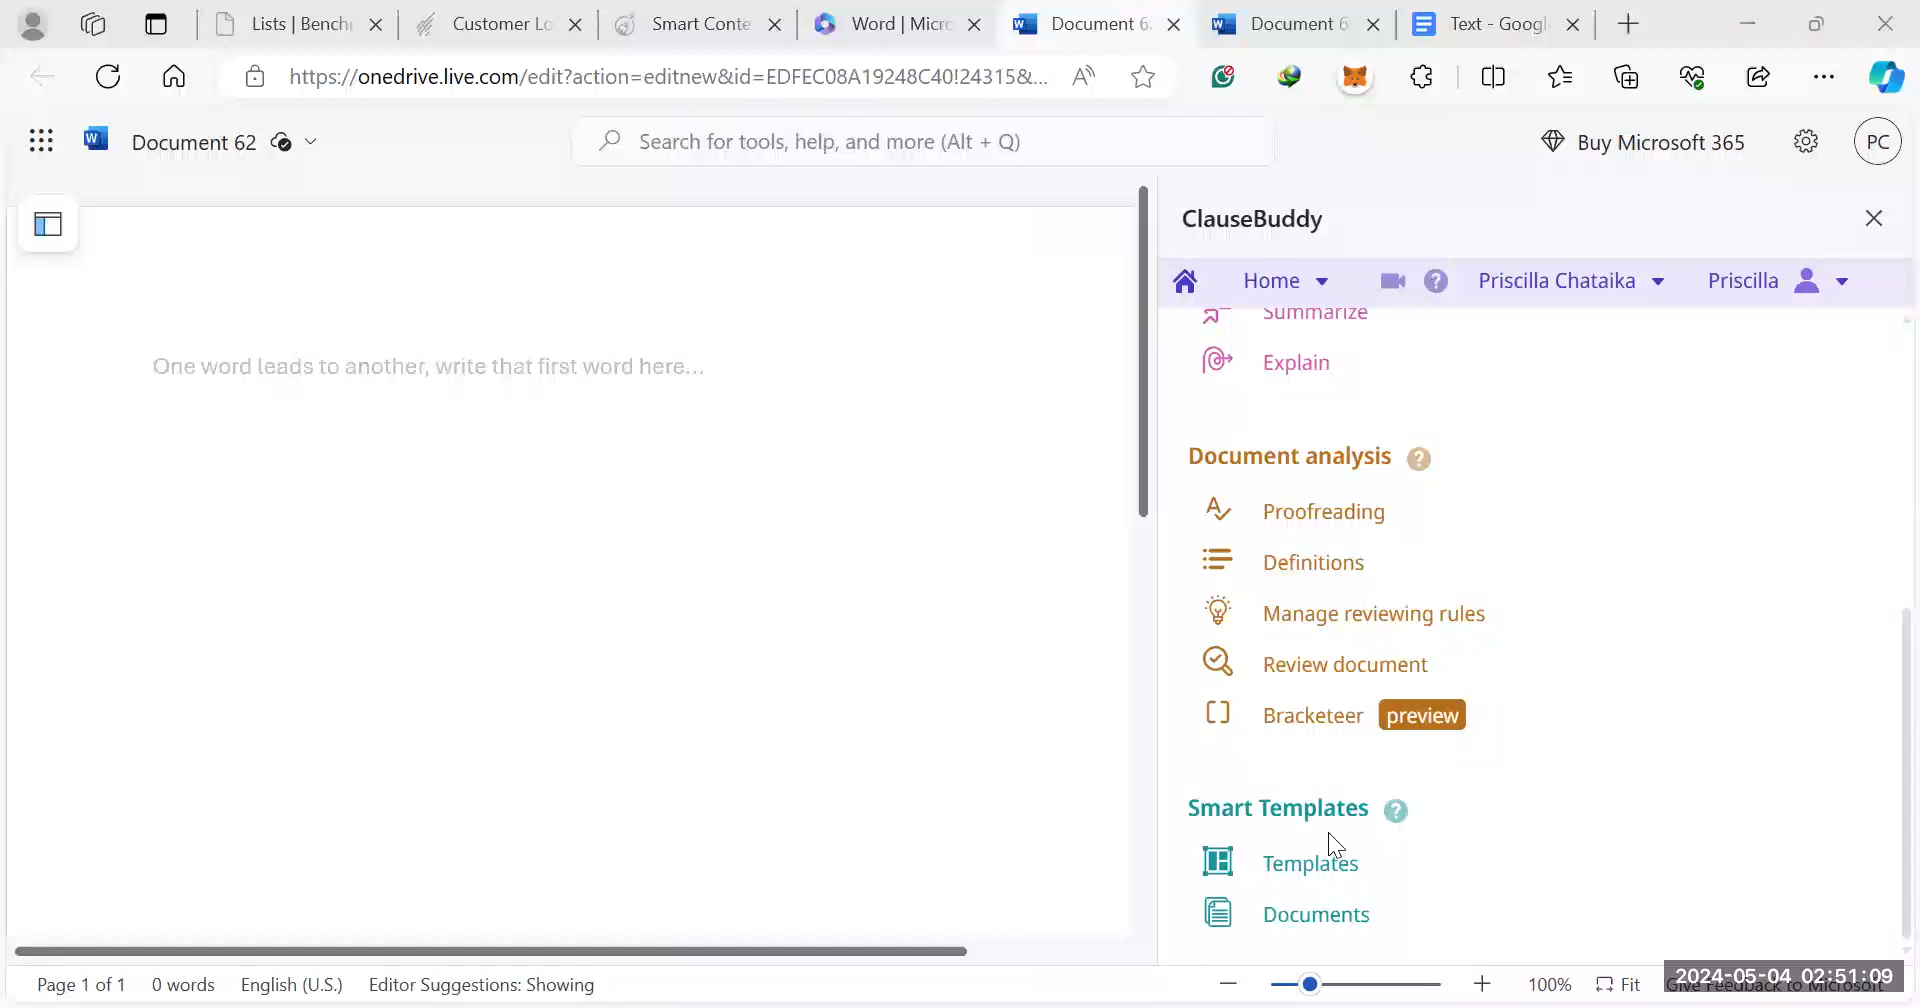 Lists | Bench
Customer Lo
Smart Conte
Word | Micro
Document 6
Document 6
Text - Googl
https://onedrive.live.com/edit?action=editnew&id=EDFEC08A19248C40!24315&...
Document 62
Search for tools, help, and more (Alt + Q)
Buy Microsoft 365
PC
ClauseBuddy
Home
Priscilla Chataika
Priscilla
One word leads to another, write that first word here...
Summarize
Explain
Document analysis
Proofreading
Definitions
Manage reviewing rules
Review document
Bracketeer preview
Smart Templates
Templates
Documents
Page 1 of 1
0 words
English (U.S.)
Editor Suggestions: Showing
100%
Fit
Give Feedback to Microsoft
2024-05-04 02:51:09